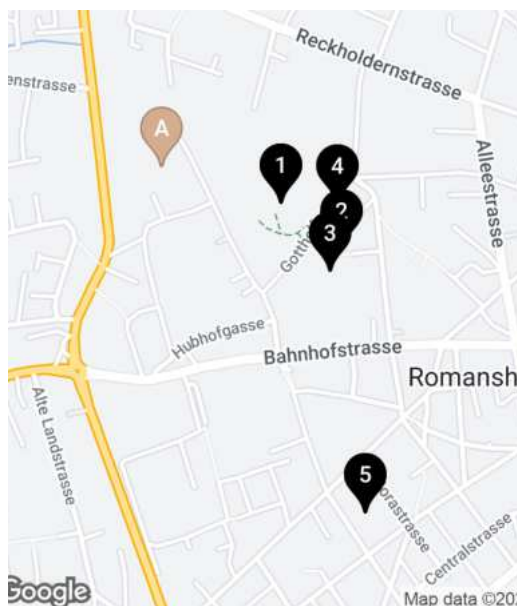 Reckholdernstrasse
enstrasse
A
1
4
Alleestrasse
2
3
Gotth
Hubhofgasse
Bahnhofstrasse
Romansh
Alte Landstrasse
5
orastrasse
Centralstrasse
Google
Map data ©20